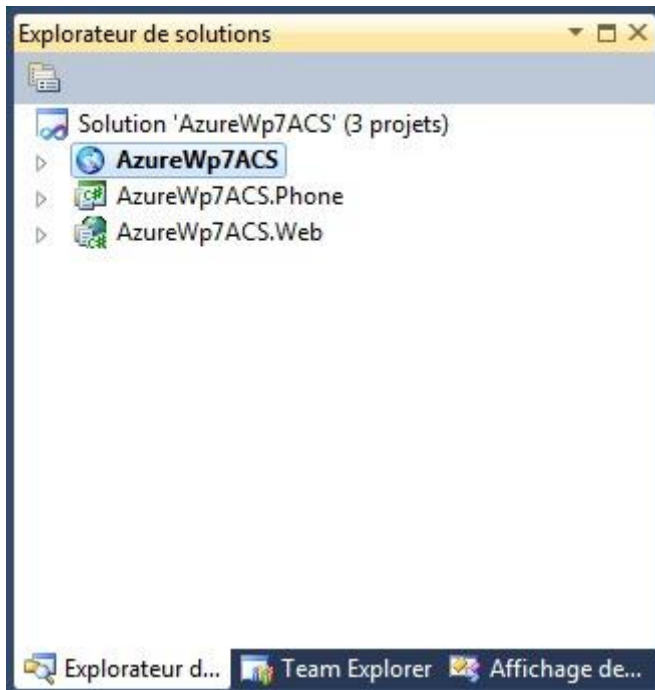 Explorateur de solutions
Solution 'AzureWp7ACS' (3 projets)
AzureWp7ACS
AzureWp7ACS.Phone
AzureWp7ACS.Web
Explorateur d... Team Explorer Affichage de...